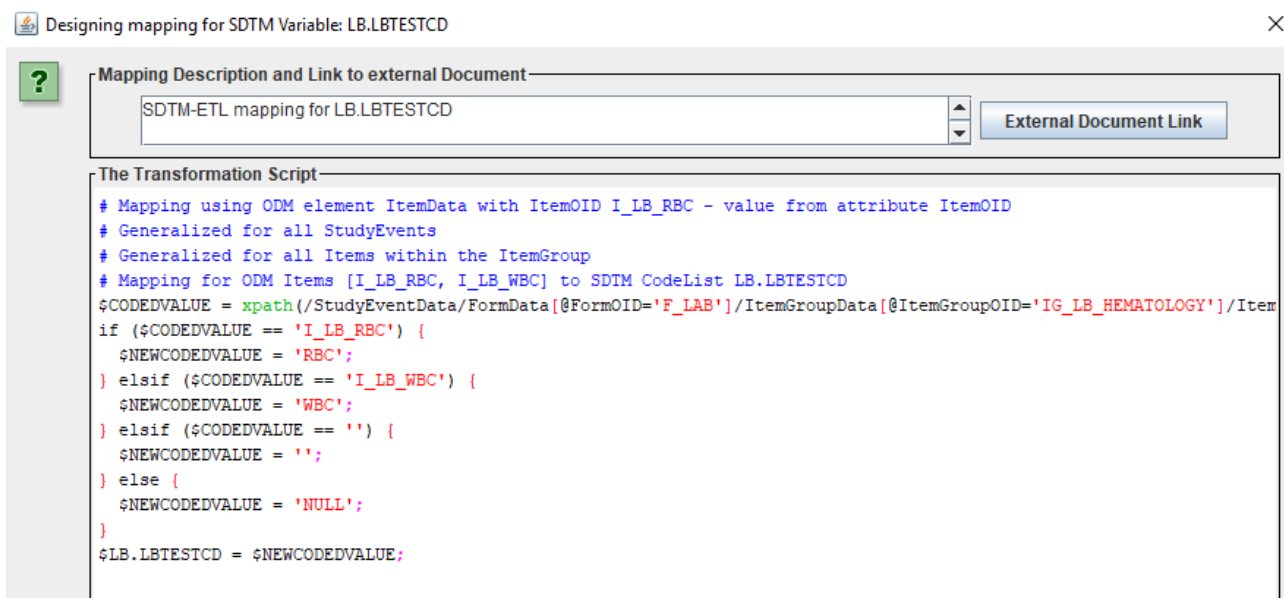 Designing mapping for SDTM Variable: LB.LBTESTCD
?
Mapping Description and Link to external Document
SDTM-ETL mapping for LB.LBTESTCD
External Document Link
The Transformation Script
# Mapping using ODM element ItemData with ItemOID I_LB_RBC - value from attribute ItemOID
# Generalized for all StudyEvents
# Generalized for all Items within the ItemGroup
# Mapping for ODM Items [I_LB_RBC, I_LB_WBC] to SDTM CodeList LB.LBTESTCD
$CODEDVALUE = xpath(/StudyEventData/FormData[@FormOID='F_LAB']/ItemGroupData[@ItemGroupOID='IG_LB_HEMATOLOGY']/Item
if ($CODEDVALUE == 'I_LB_RBC') {
  $NEWCODEDVALUE = 'RBC';
} elsif ($CODEDVALUE == 'I_LB_WBC') {
  $NEWCODEDVALUE = 'WBC';
} elsif ($CODEDVALUE == '') {
  $NEWCODEDVALUE = '';
} else {
  $NEWCODEDVALUE = 'NULL';
}
$LB.LBTESTCD = $NEWCODEDVALUE;